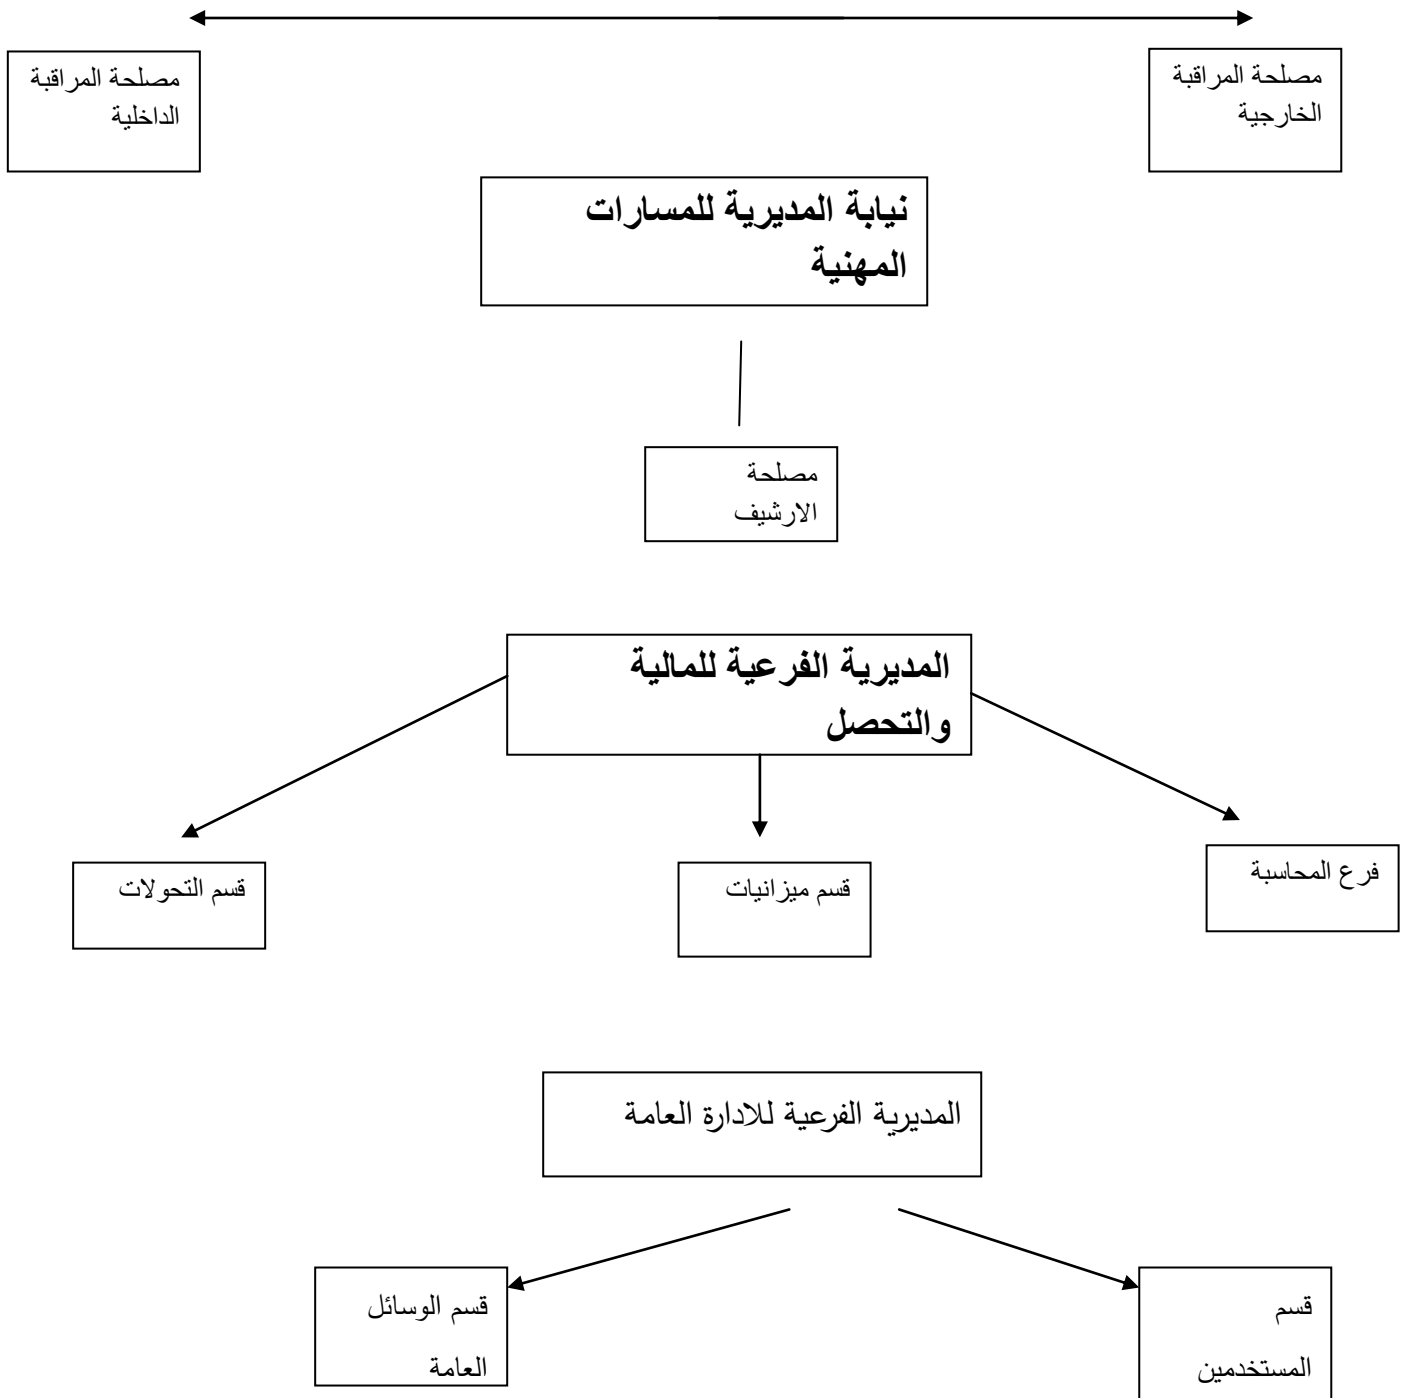 مصلحة المراقبة
الخارجية
مصلحة المراقبة
الداخلية
نيابة المديرية للمسارات
المهنية
مصلحة
الارشيف
المديرية الفرعية للمالية
والتحصل
فرع المحاسبة
قسم ميزانيات
قسم التحولات
المديرية الفرعية للادارة العامة
قسم
المستخدمين
قسم الوسائل
العامة